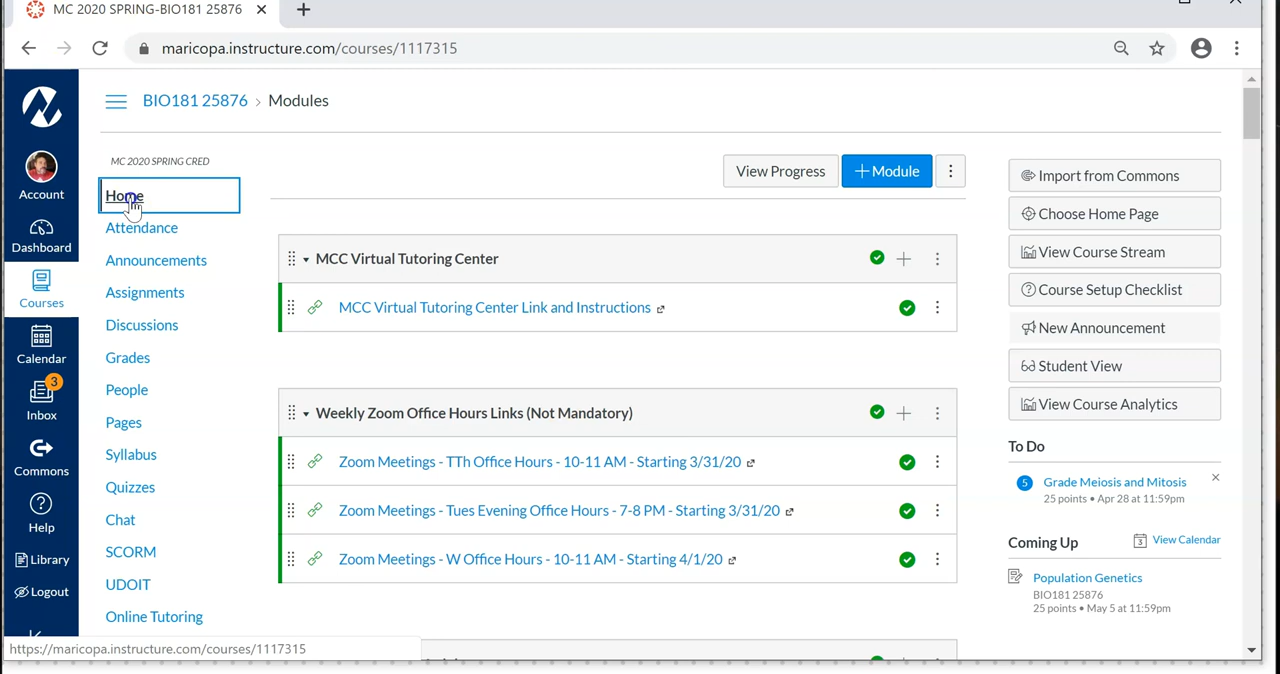 MC 2020 SPRING-BIO181 25876
maricopa.instructure.com/courses/1117315
BIO181 25876 › Modules
MC 2020 SPRING CRED
Account
Dashboard
Courses
Calendar
3
Inbox
Commons
Help
Library
Logout
Home
Attendance
Announcements
Assignments
Discussions
Grades
People
Pages
Syllabus
Quizzes
Chat
SCORM
UDOIT
Online Tutoring
View Progress
+ Module
MCC Virtual Tutoring Center
MCC Virtual Tutoring Center Link and Instructions
Weekly Zoom Office Hours Links (Not Mandatory)
Zoom Meetings - TTh Office Hours - 10-11 AM - Starting 3/31/20
Zoom Meetings - Tues Evening Office Hours - 7-8 PM - Starting 3/31/20
Zoom Meetings - W Office Hours - 10-11 AM - Starting 4/1/20
Import from Commons
Choose Home Page
View Course Stream
Course Setup Checklist
New Announcement
Student View
View Course Analytics
To Do
5 Grade Meiosis and Mitosis
25 points • Apr 28 at 11:59pm
Coming Up
3 View Calendar
Population Genetics
BIO181 25876
25 points • May 5 at 11:59pm
https://maricopa.instructure.com/courses/1117315